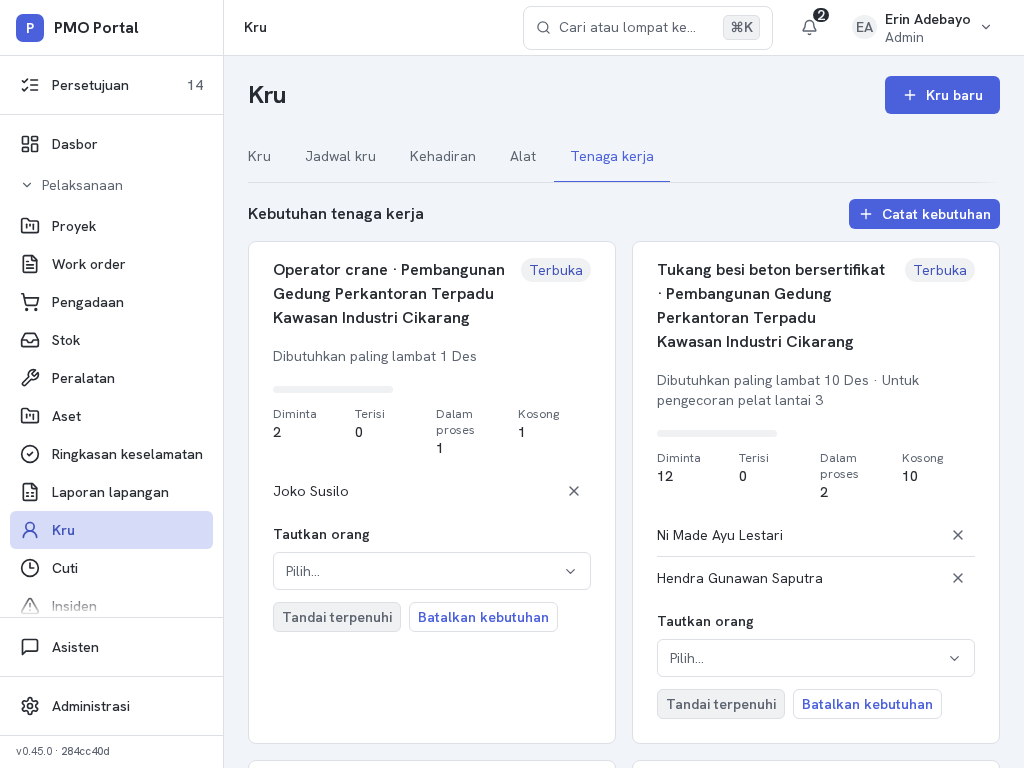 P PMO Portal
Kru
Cari atau lompat ke...
⌘K
2
EA
Erin Adebayo
Admin
Persetujuan 14
Dasbor
Pelaksanaan
Proyek
Work order
Pengadaan
Stok
Peralatan
Aset
Ringkasan keselamatan
Laporan lapangan
Kru
Cuti
Insiden
Asisten
Administrasi
v0.45.0 · 284cc40d
Kru
Kru baru
Kru Jadwal kru Kehadiran Alat Tenaga kerja
Kebutuhan tenaga kerja
Catat kebutuhan
Operator crane · Pembangunan
Gedung Perkantoran Terpadu
Kawasan Industri Cikarang
Terbuka
Dibutuhkan paling lambat 1 Des
Diminta
2
Terisi
0
Dalam
proses
1
Kosong
1
Joko Susilo
Tautkan orang
Pilih...
Tandai terpenuhi
Batalkan kebutuhan
Tukang besi beton bersertifikat
· Pembangunan Gedung
Perkantoran Terpadu
Kawasan Industri Cikarang
Terbuka
Dibutuhkan paling lambat 10 Des · Untuk
pengecoran pelat lantai 3
Diminta
12
Terisi
0
Dalam
proses
2
Kosong
10
Ni Made Ayu Lestari
Hendra Gunawan Saputra
Tautkan orang
Pilih...
Tandai terpenuhi
Batalkan kebutuhan